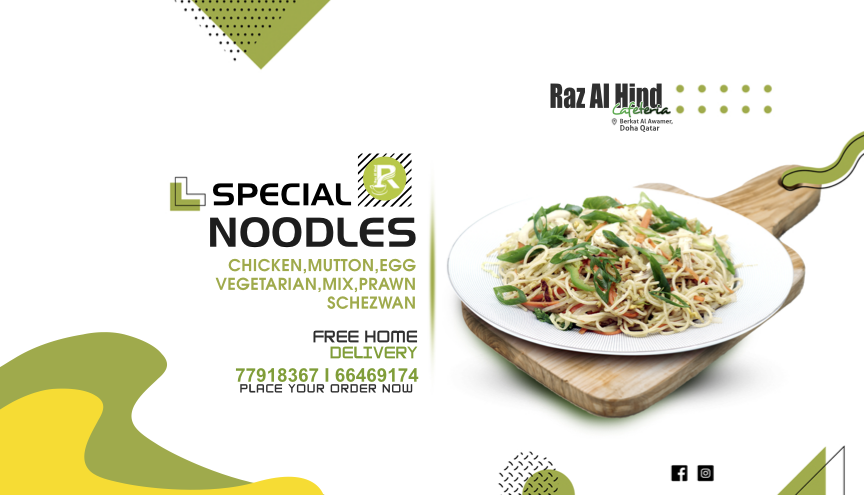 Raz Al Hind
Cafeteria
Berkat Al Awamer,
Doha Qatar
SPECIAL
R
NOODLES
CHICKEN,MUTTON,EGG
VEGETARIAN,MIX,PRAWN
SCHEZWAN
FREE HOME
DELIVERY
77918367 I 66469174
PLACE YOUR ORDER NOW